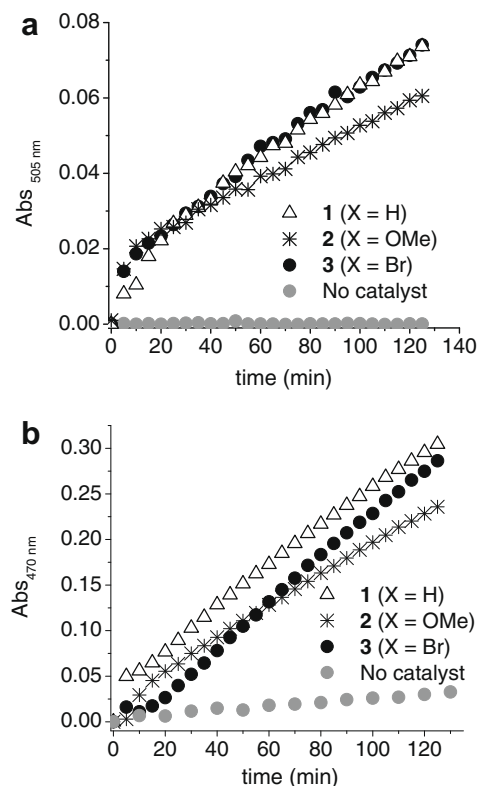 a
0.08
0.06
0.04
0.02
0.00
Abs 505 nm
1 (X = H)
2 (X = OMe)
3 (X = Br)
No catalyst
0 20 40 60 80 100 120 140
time (min)
b
0.30
0.25
0.20
0.15
0.10
0.05
0.00
Abs470 nm
1 (X = H)
2 (X = OMe)
3 (X = Br)
No catalyst
0 20 40 60 80 100 120
time (min)